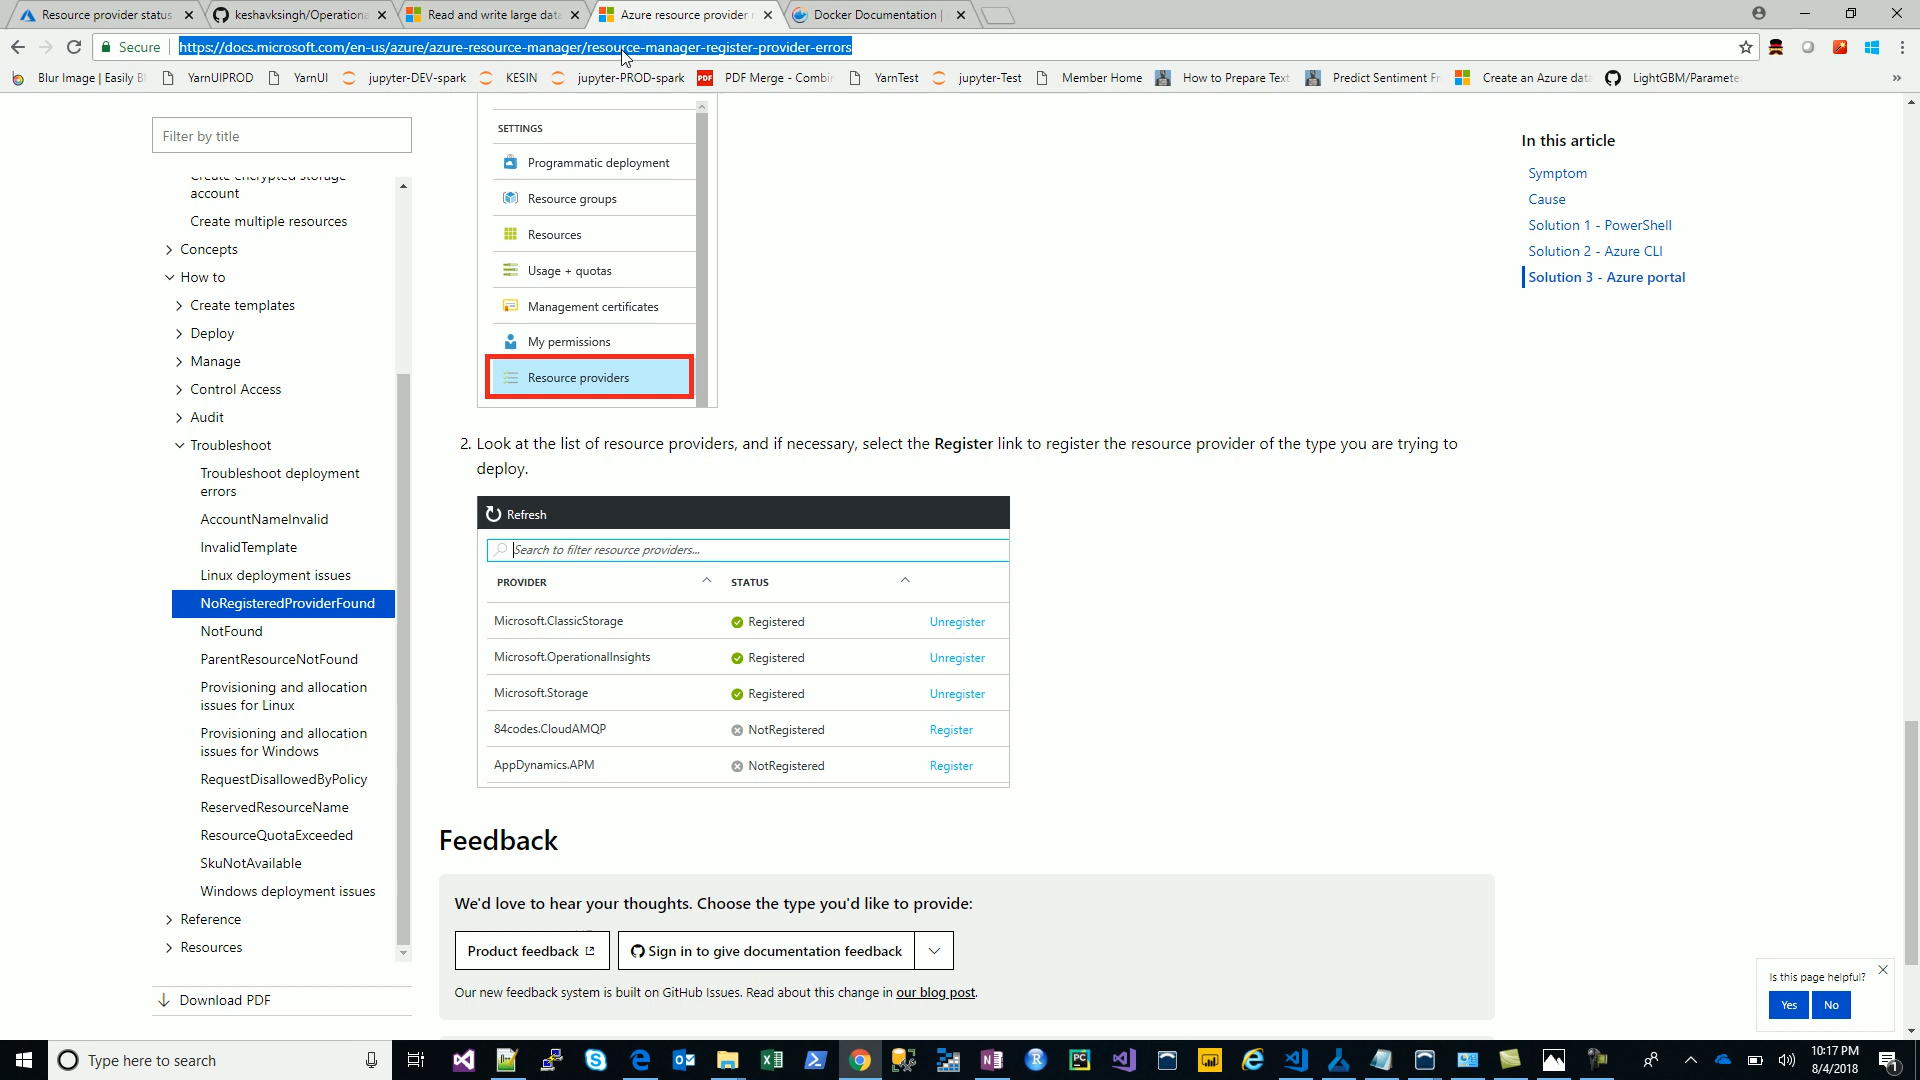 Resource provider status
keshavksingh/Operationa
Read and write large data
Azure resource provider r
Docker Documentation |
Secure
https://docs.microsoft.com/en-us/azure/azure-resource-manager/resource-manager-register-provider-errors
Blur Image | Easily B
YarnUIPROD
YarnUI
jupyter-DEV-spark
KESIN
jupyter-PROD-spark
PDF
PDF Merge - Combin
YarnTest
jupyter-Test
Member Home
How to Prepare Text
Predict Sentiment Fr
Create an Azure data
LightGBM/Paramete
»
Filter by title
Create encrypted storage
account
Create multiple resources
Concepts
How to
Create templates
Deploy
Manage
Control Access
Audit
Troubleshoot
Troubleshoot deployment
errors
AccountNameInvalid
InvalidTemplate
Linux deployment issues
NoRegisteredProviderFound
NotFound
ParentResourceNotFound
Provisioning and allocation
issues for Linux
Provisioning and allocation
issues for Windows
RequestDisallowedByPolicy
ReservedResourceName
ResourceQuotaExceeded
SkuNotAvailable
Windows deployment issues
Reference
Resources
Download PDF
SETTINGS
Programmatic deployment
Resource groups
Resources
Usage + quotas
Management certificates
My permissions
Resource providers
2. Look at the list of resource providers, and if necessary, select the Register link to register the resource provider of the type you are trying to
deploy.
Refresh
Search to filter resource providers...
PROVIDER STATUS
Microsoft.ClassicStorage Registered Unregister
Microsoft.OperationalInsights Registered Unregister
Microsoft.Storage Registered Unregister
84codes.CloudAMQP NotRegistered Register
AppDynamics.APM NotRegistered Register
Feedback
We'd love to hear your thoughts. Choose the type you'd like to provide:
Product feedback
Sign in to give documentation feedback
Our new feedback system is built on GitHub Issues. Read about this change in our blog post.
In this article
Symptom
Cause
Solution 1 - PowerShell
Solution 2 - Azure CLI
Solution 3 - Azure portal
Is this page helpful?
Yes
No
Type here to search
10:17 PM
8/4/2018
1